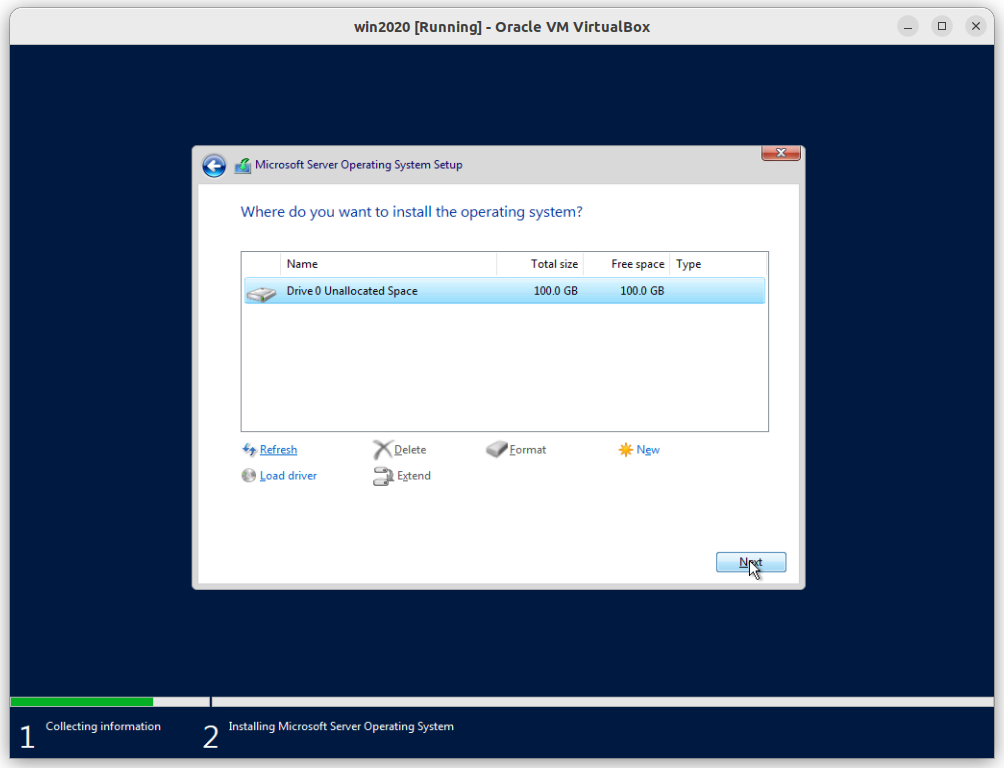 win2020 [Running] - Oracle VM VirtualBox
Microsoft Server Operating System Setup
Where do you want to install the operating system?
Name Total size Free space Type
Drive 0 Unallocated Space 100.0 GB 100.0 GB
Refresh Delete Format New
Load driver Extend
Next
1 Collecting information 2 Installing Microsoft Server Operating System